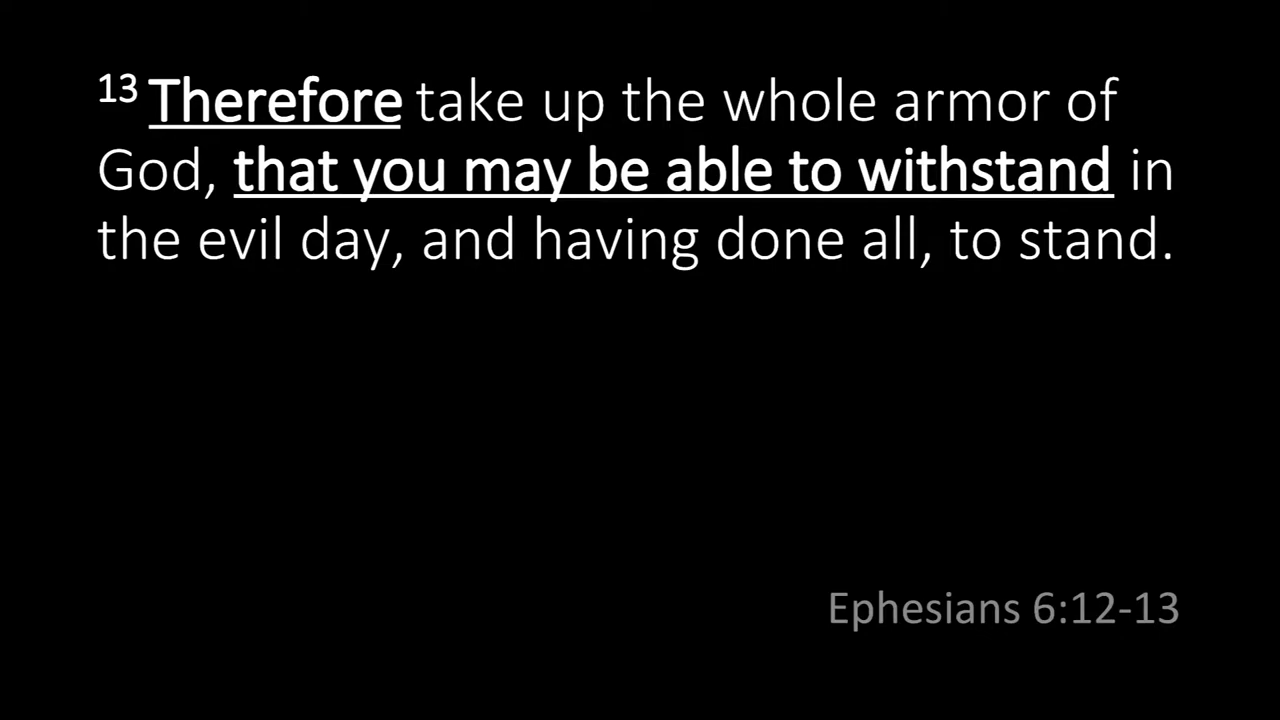 13 Therefore take up the whole armor of
God, that you may be able to withstand in
the evil day, and having done all, to stand.
Ephesians 6:12-13